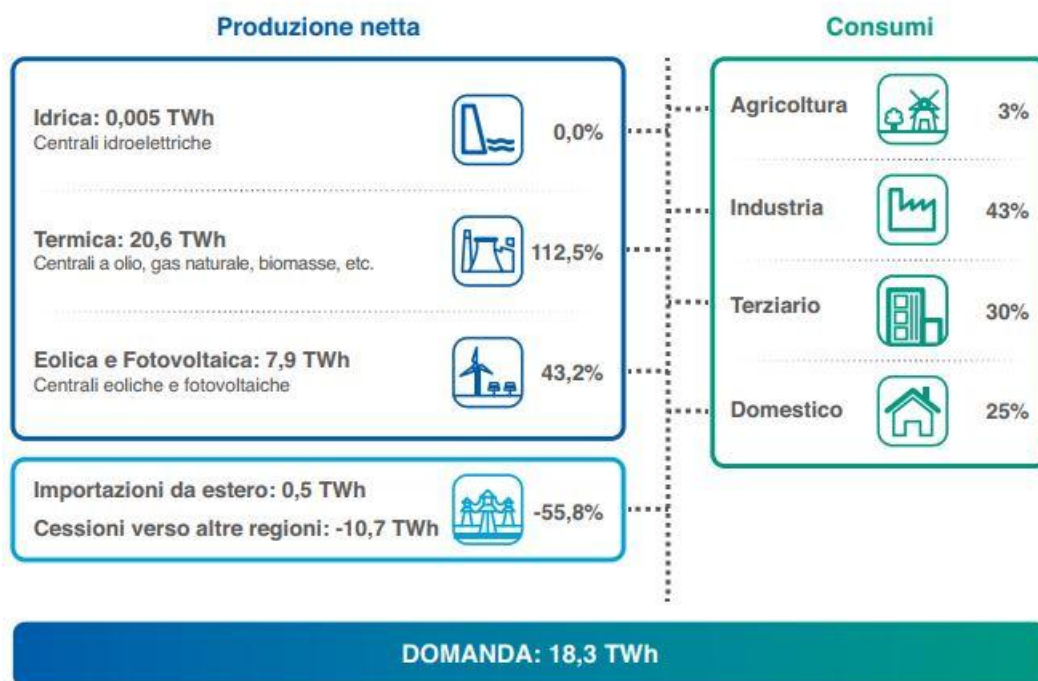 Produzione netta
Idrica: 0,005 TWh
Centrali idroelettriche
0,0%
Termica: 20,6 TWh
Centrali a olio, gas naturale, biomasse, etc.
112,5%
Eolica e Fotovoltaica: 7,9 TWh
Centrali eoliche e fotovoltaiche
43,2%
Importazioni da estero: 0,5 TWh
Cessioni verso altre regioni: -10,7 TWh
-55,8%
Consumi
Agricoltura
3%
Industria
43%
Terziario
30%
Domestico
25%
DOMANDA: 18,3 TWh